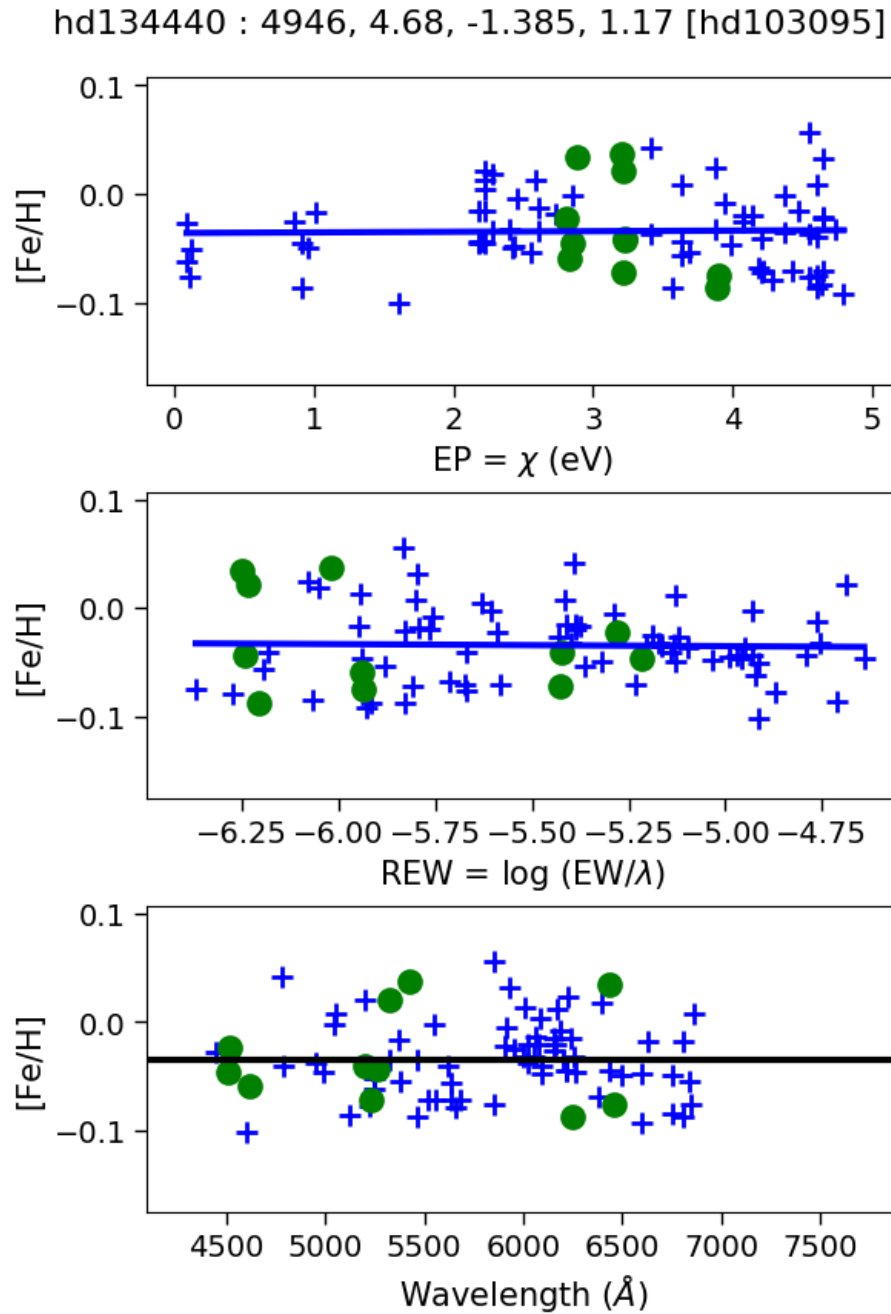 hd134440 : 4946, 4.68, -1.385, 1.17 [hd103095]
0.1
0.0
−0.1
[Fe/H]
0 1 2 3 4 5
EP = χ (eV)
0.1
0.0
−0.1
[Fe/H]
−6.25 −6.00 −5.75 −5.50 −5.25 −5.00 −4.75
REW = log (EW/λ)
0.1
0.0
−0.1
[Fe/H]
4500 5000 5500 6000 6500 7000 7500
Wavelength (Å)